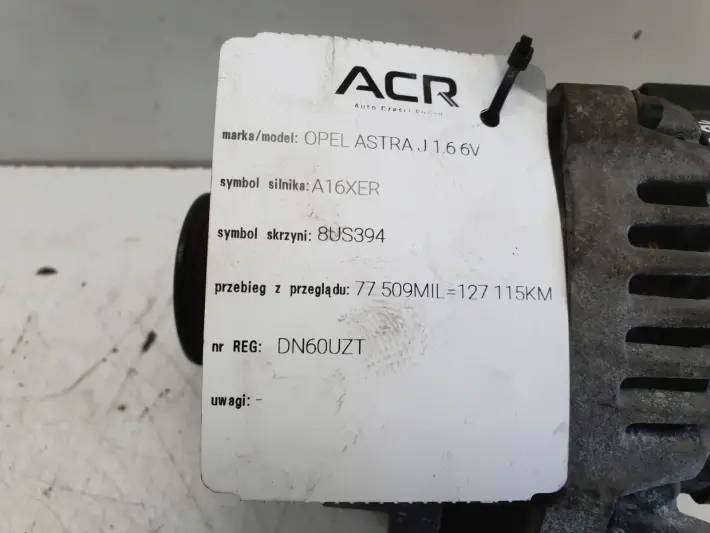 ACR
Auto Części
marka/model: OPEL ASTRA J 1.6 6V
symbol silnika: A16XER
symbol skrzyni: 8US394
przebieg z przeglądu: 77 509MIL=127 115KM
nr REG: DN60UZT
uwagi: -